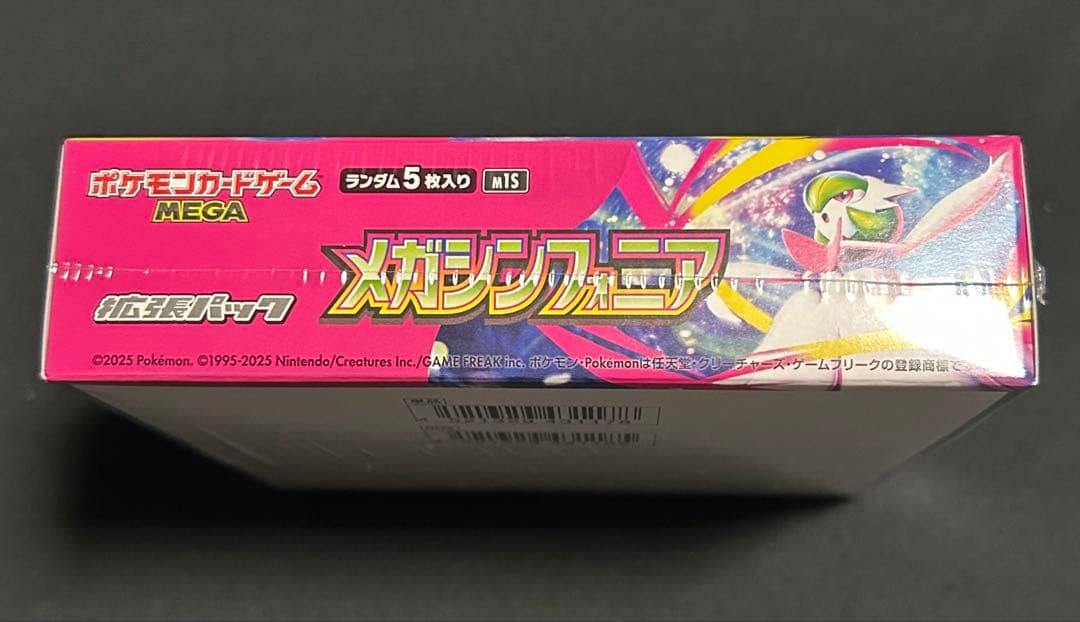 ポケモンカードゲーム
MEGA
ランダム5枚入り
M1S
メガシンフォニア
拡張パック
©2025 Pokémon. ©1995-2025 Nintendo/Creatures Inc./GAME FREAK inc. ポケモン・Pokémonは任天堂・クリーチャーズ・ゲームフリークの登録商標です